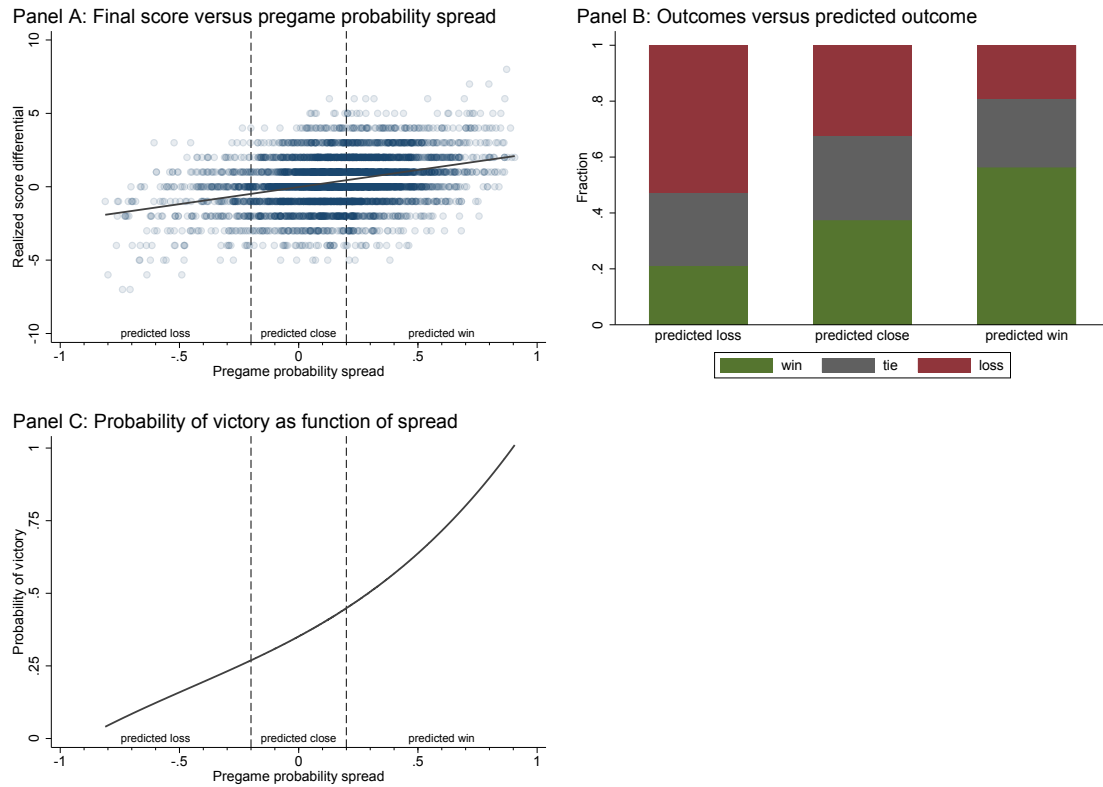 Panel A: Final score versus pregame probability spread
Realized score differential
10
5
0
-5
-10
predicted loss
predicted close
predicted win
-1
-.5
0
.5
1
Pregame probability spread
Panel B: Outcomes versus predicted outcome
Fraction
1
.8
.6
.4
.2
0
predicted loss
predicted close
predicted win
win
tie
loss
Panel C: Probability of victory as function of spread
Probability of victory
1
.75
.5
.25
0
predicted loss
predicted close
predicted win
-1
-.5
0
.5
1
Pregame probability spread